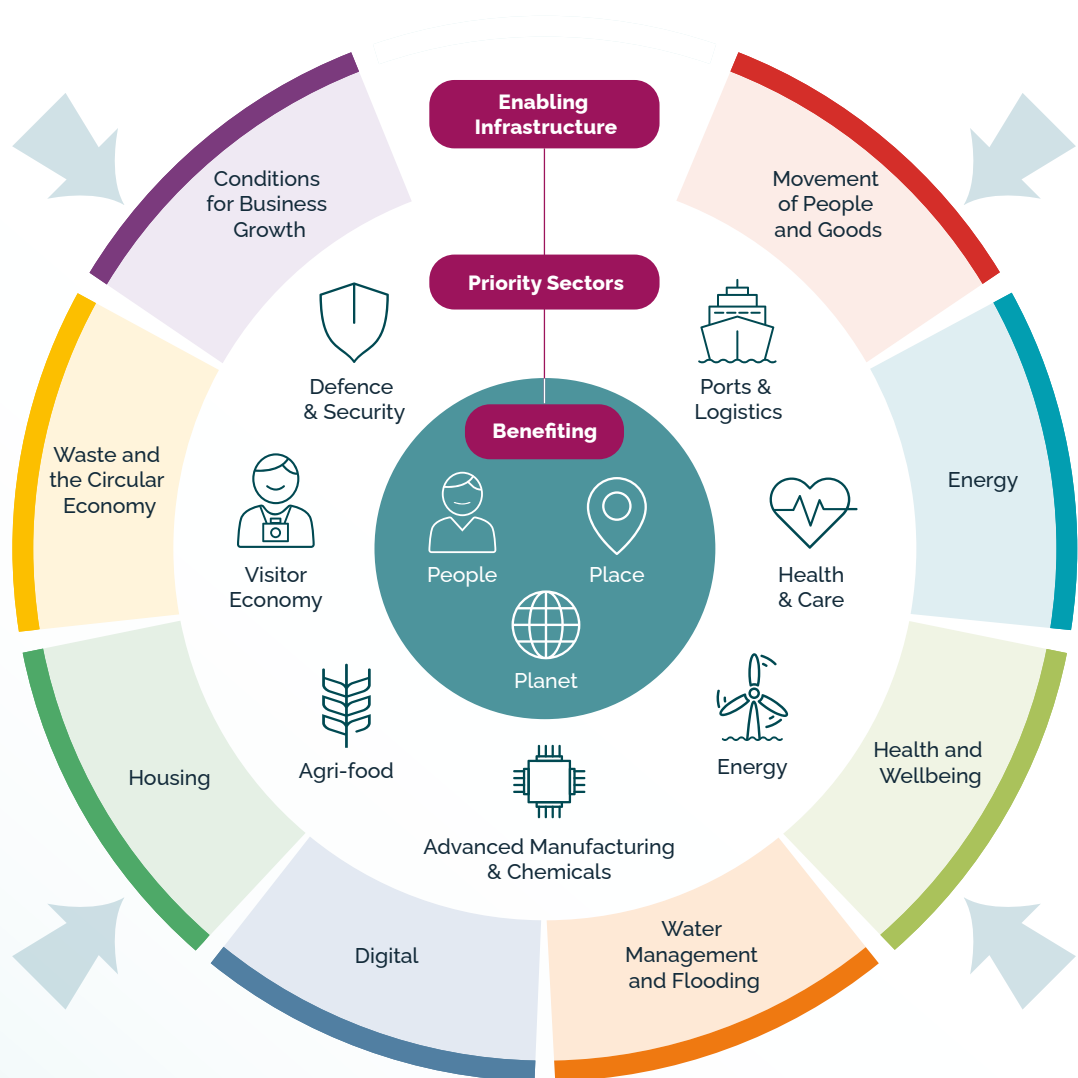 Enabling
Infrastructure
Priority Sectors
Benefiting
People
Place
Planet
Conditions
for Business
Growth
Movement
of People
and Goods
Waste and
the Circular
Economy
Energy
Housing
Health and
Wellbeing
Digital
Water
Management
and Flooding
Defence
& Security
Ports &
Logistics
Visitor
Economy
Health
& Care
Agri-food
Energy
Advanced Manufacturing
& Chemicals